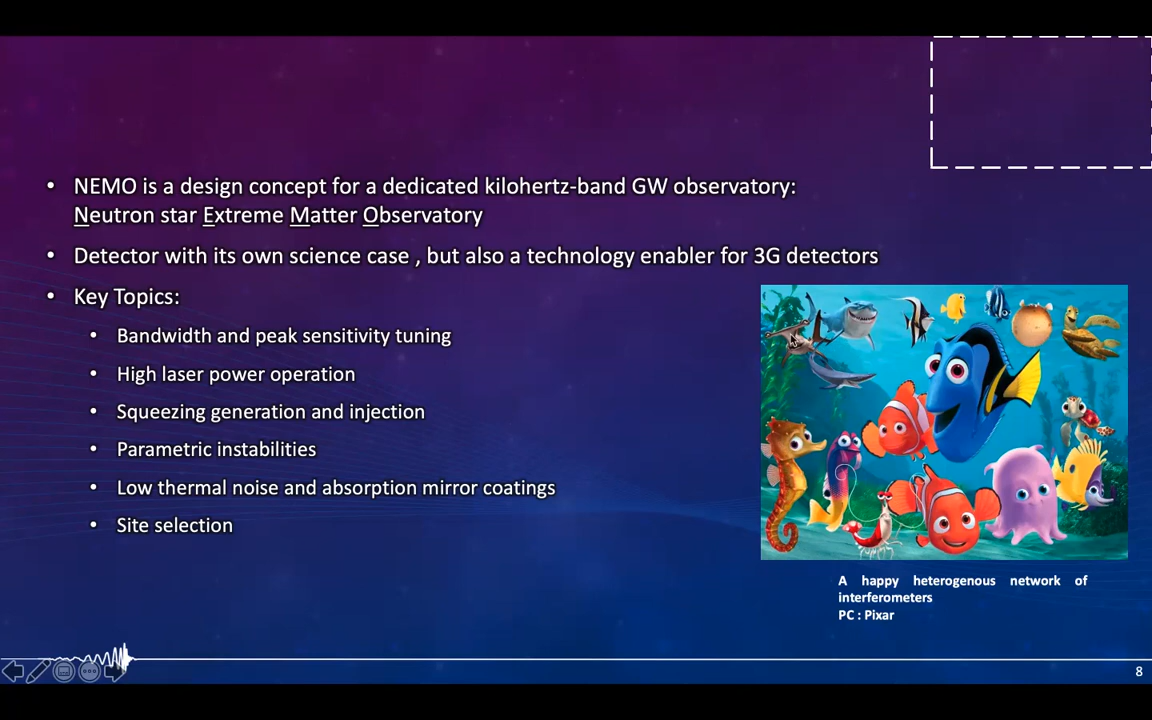 NEMO is a design concept for a dedicated kilohertz-band GW observatory:
Neutron star Extreme Matter Observatory
Detector with its own science case , but also a technology enabler for 3G detectors
Key Topics:
Bandwidth and peak sensitivity tuning
High laser power operation
Squeezing generation and injection
Parametric instabilities
Low thermal noise and absorption mirror coatings
Site selection
A happy heterogenous network of
interferometers
PC : Pixar
8